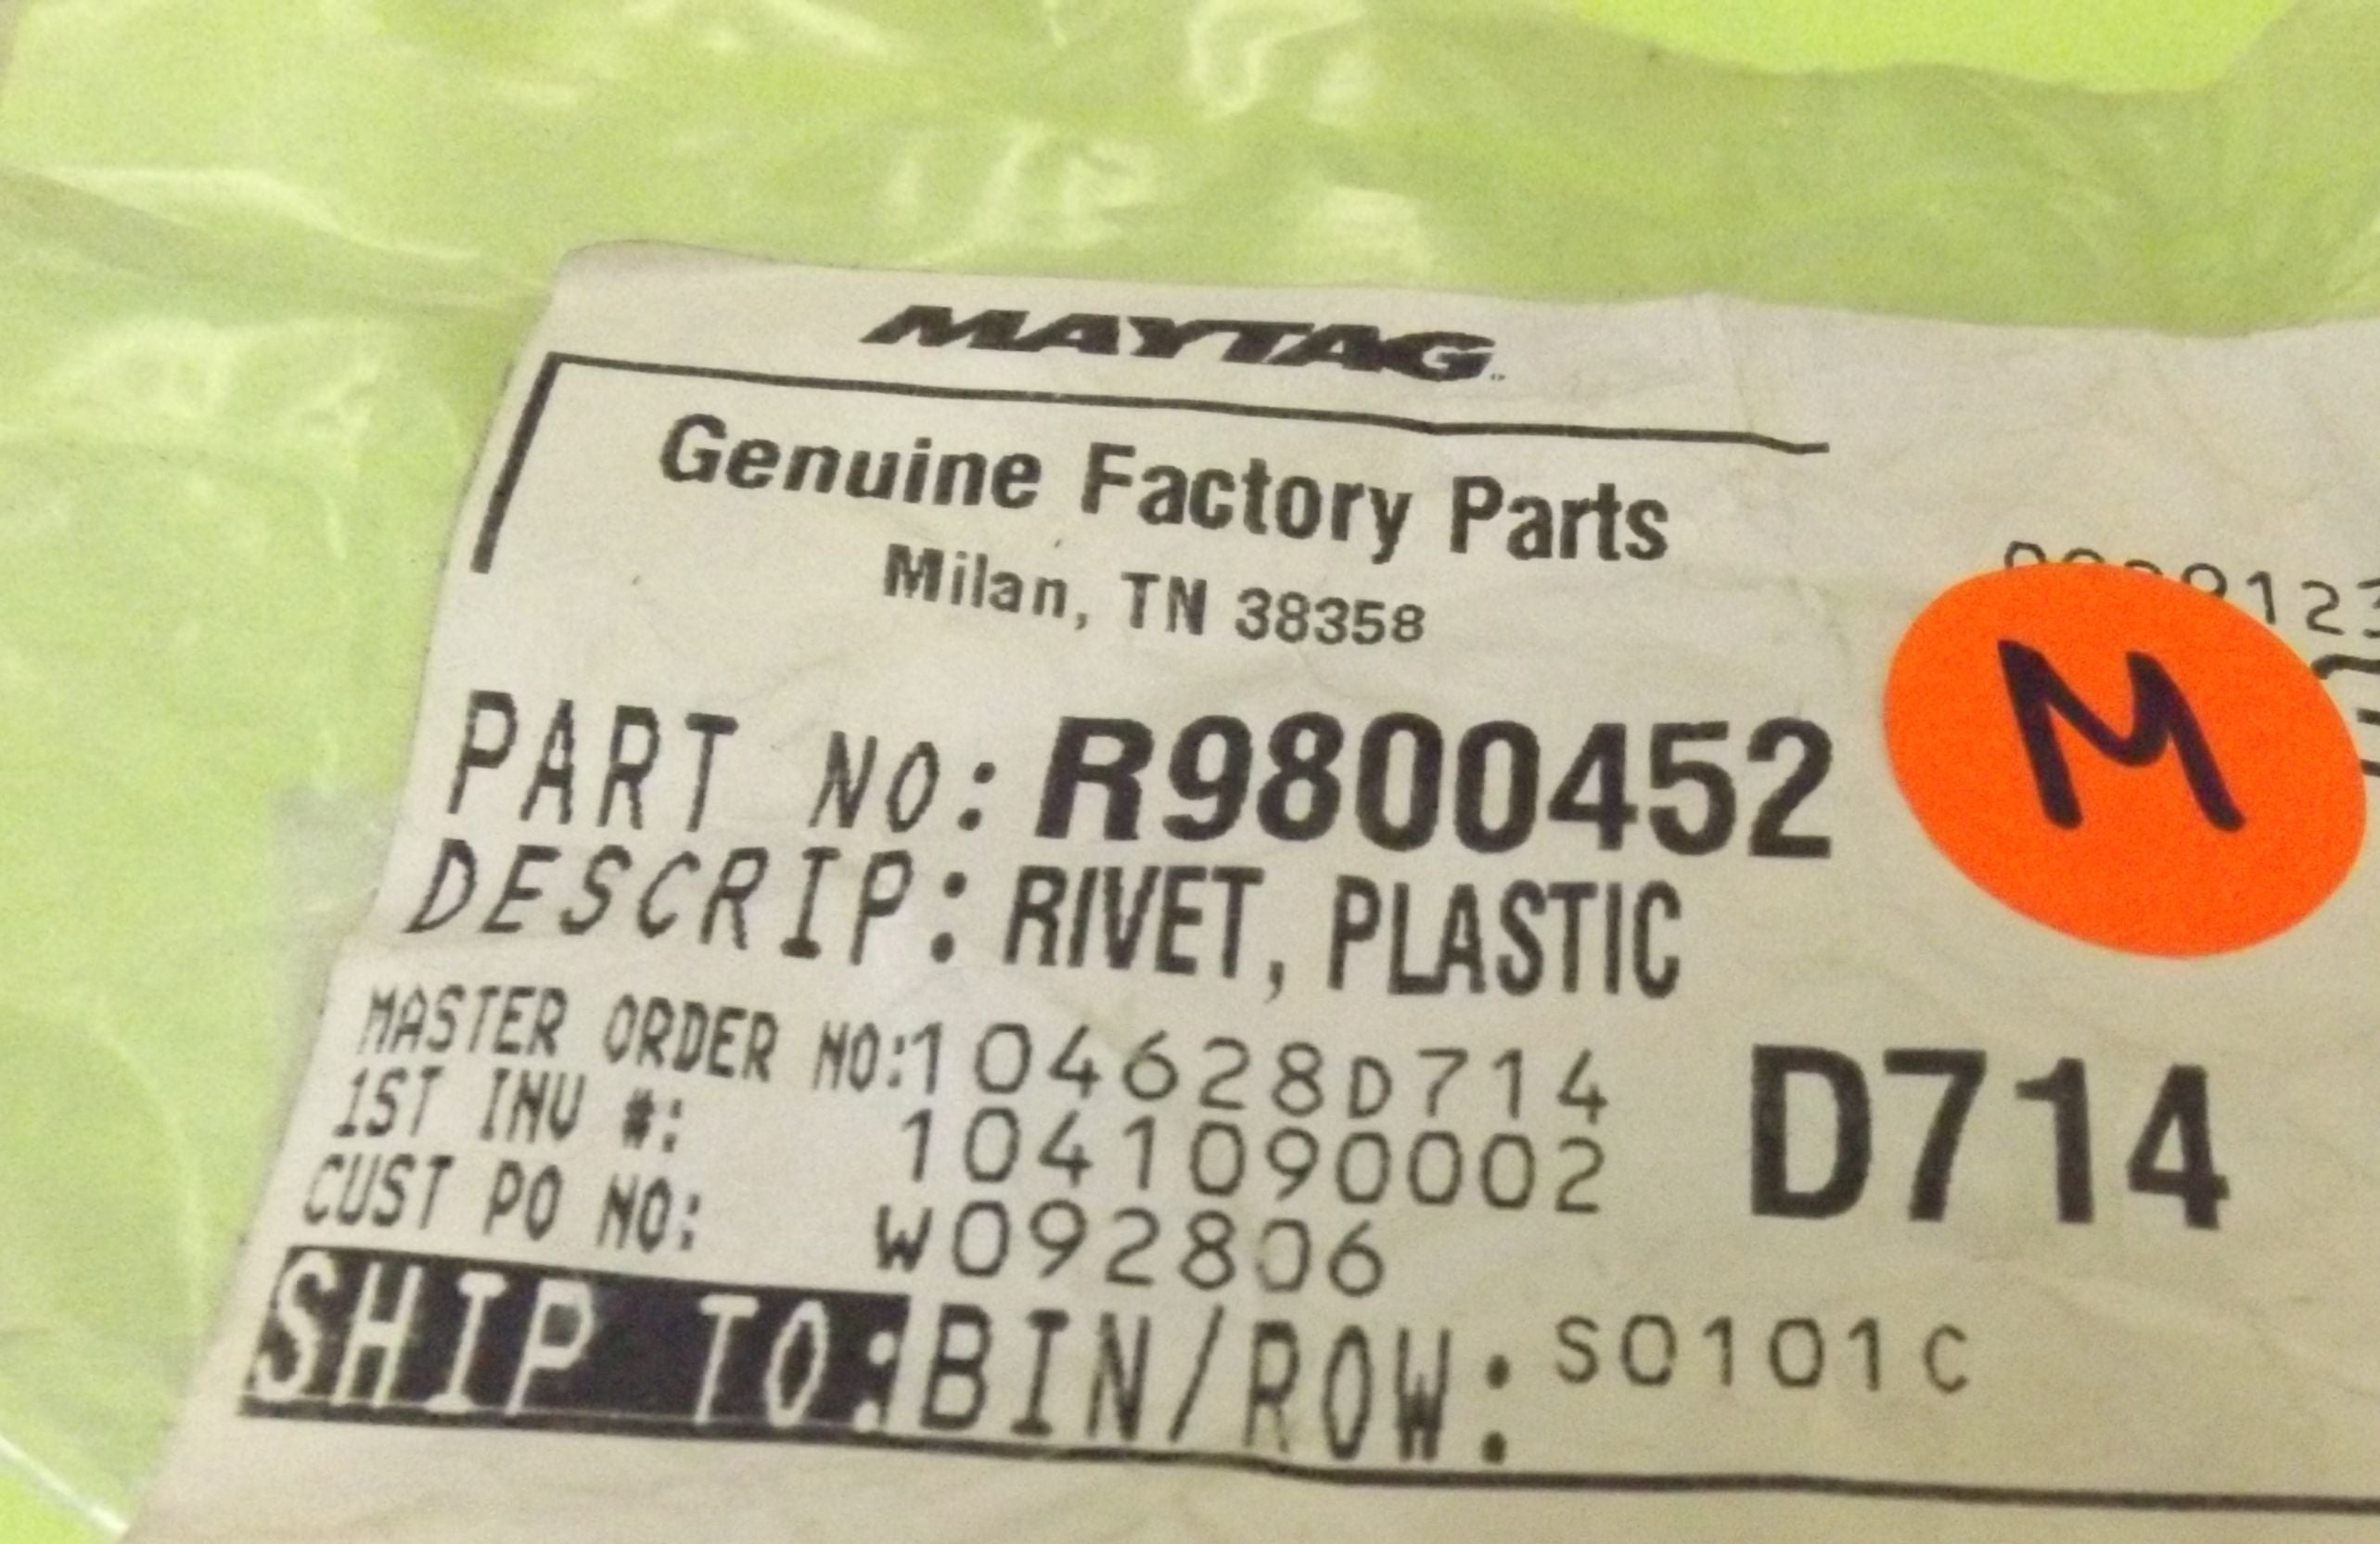 MAYTAG
Genuine Factory Parts
Milan, TN 38358
PART NO: R9800452
M
DESCRIP: RIVET, PLASTIC
MASTER ORDER NO:104628D714
D714
1ST INV #: 1041090002
CUST PO NO: W092806
SHIP TO: BIN/ROW: S0101C